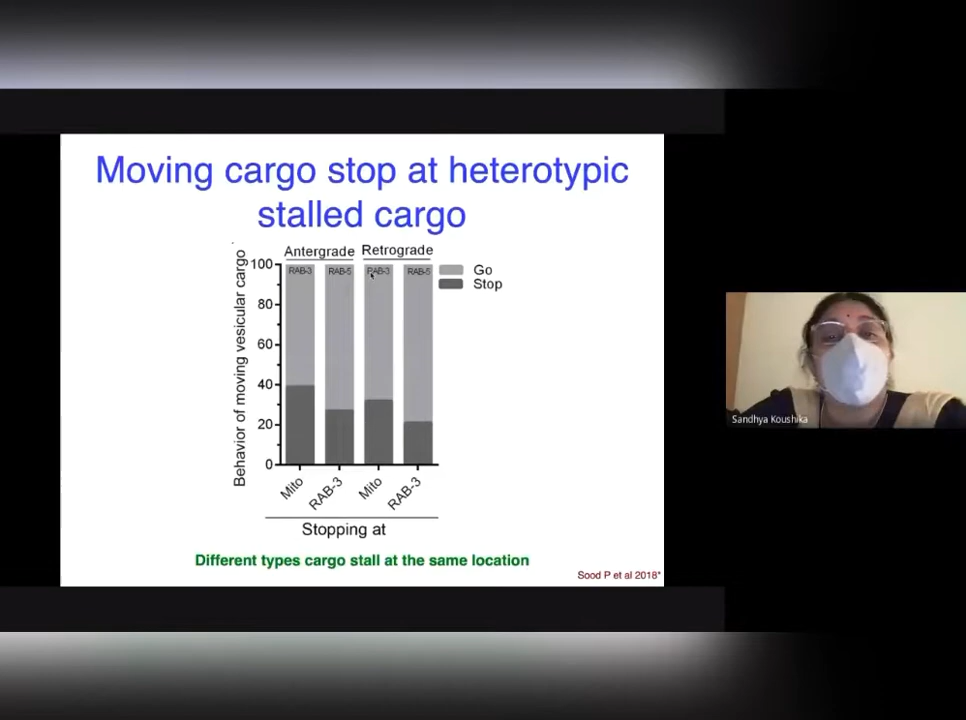 Moving cargo stop at heterotypic
stalled cargo
Antergrade Retrograde
Behavior of moving vesicular cargo
100
80
60
40
20
0
RAB-3 RAB-5 RAB-3 RAB-5
Go
Stop
Mito RAB-3 Mito RAB-3
Stopping at
Different types cargo stall at the same location
Sood P et al 2018*
Sandhya Koushika